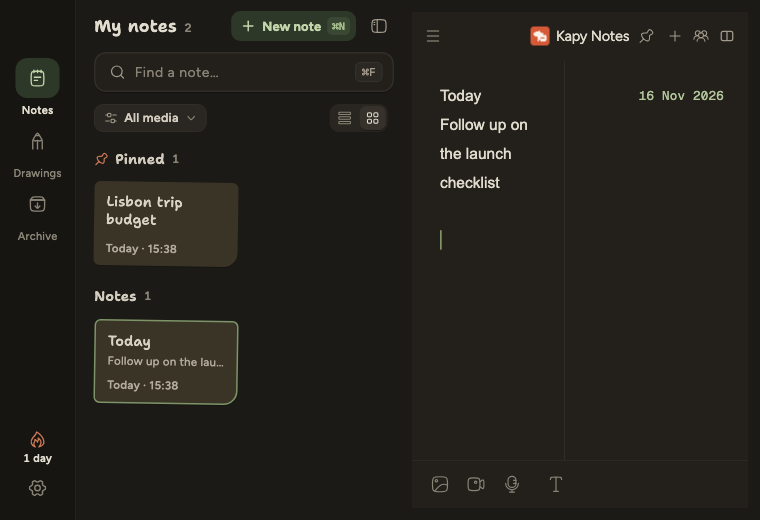 My notes 2
+ New note ⌘N
Find a note... ⌘F
All media
Notes
Drawings
Archive
1 day
Pinned 1
Lisbon trip
budget
Today · 15:38
Notes 1
Today
Follow up on the lau...
Today · 15:38
Kapy Notes
Today
16 Nov 2026
Follow up on
the launch
checklist
T